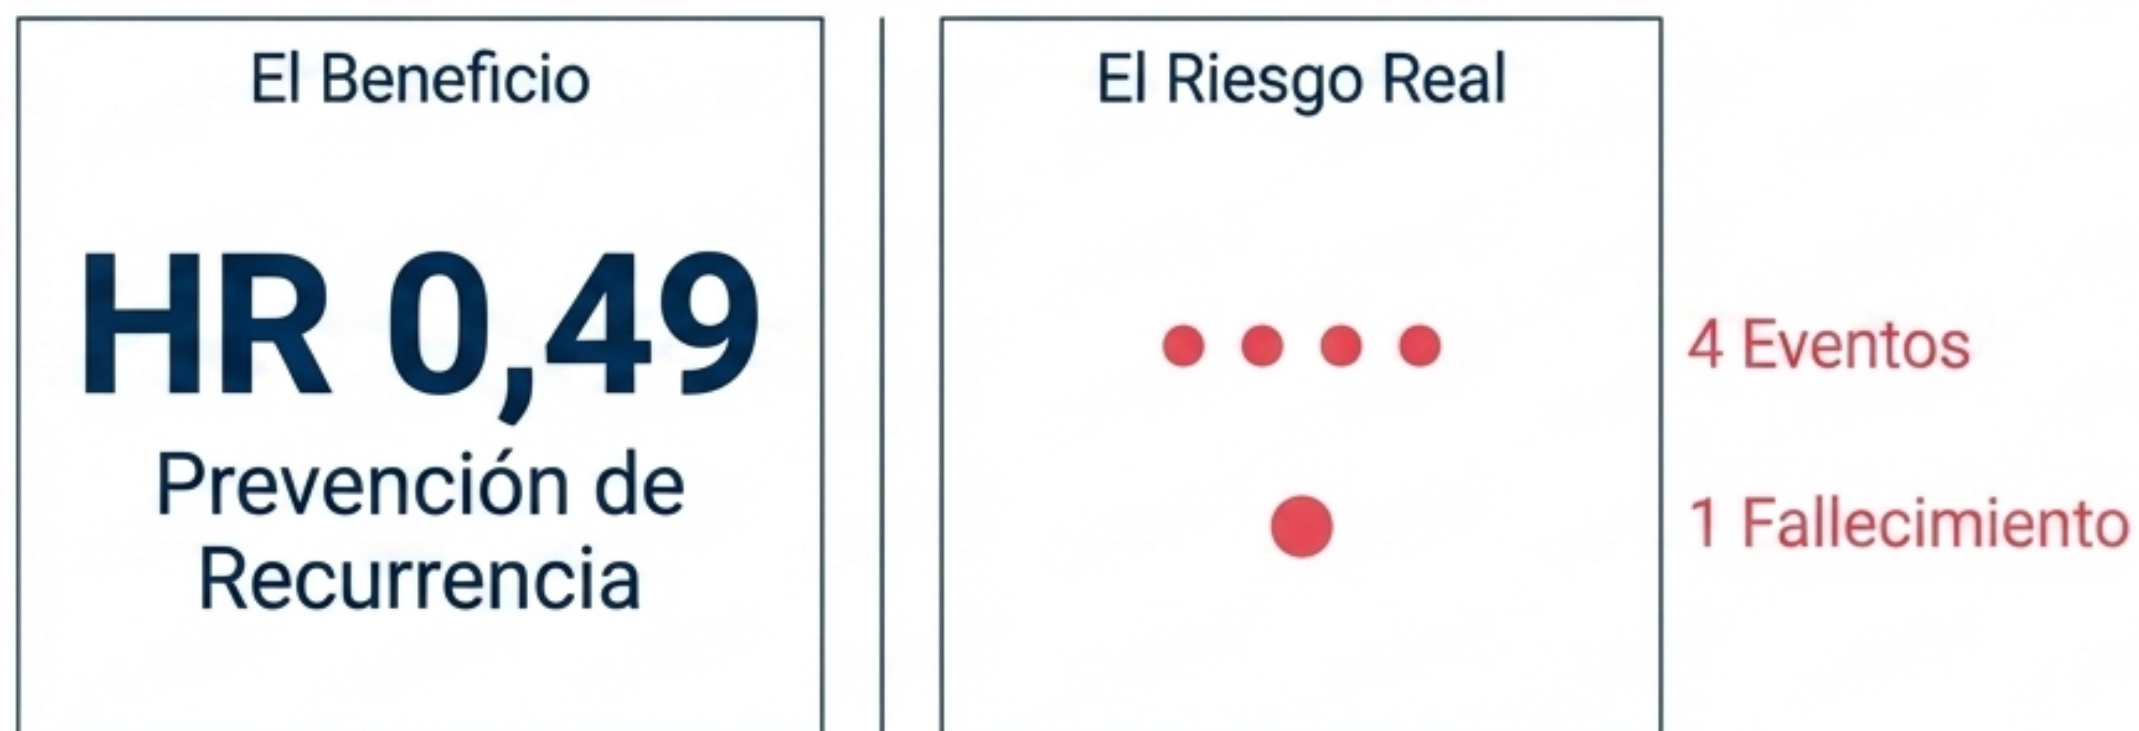 El Beneficio
HR 0,49
Prevención de
Recurrencia
El Riesgo Real
4 Eventos
1 Fallecimiento